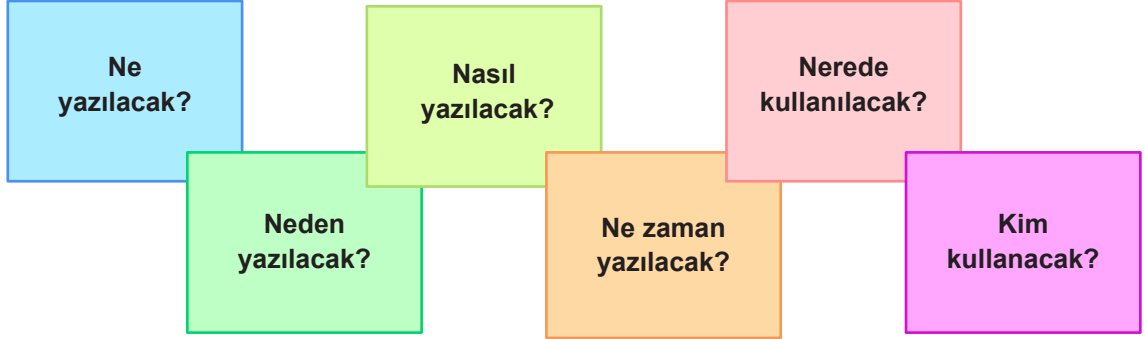 Ne
yazılacak?
Neden
yazılacak?
Nasıl
yazılacak?
Ne zaman
yazılacak?
Nerede
kullanılacak?
Kim
kullanacak?